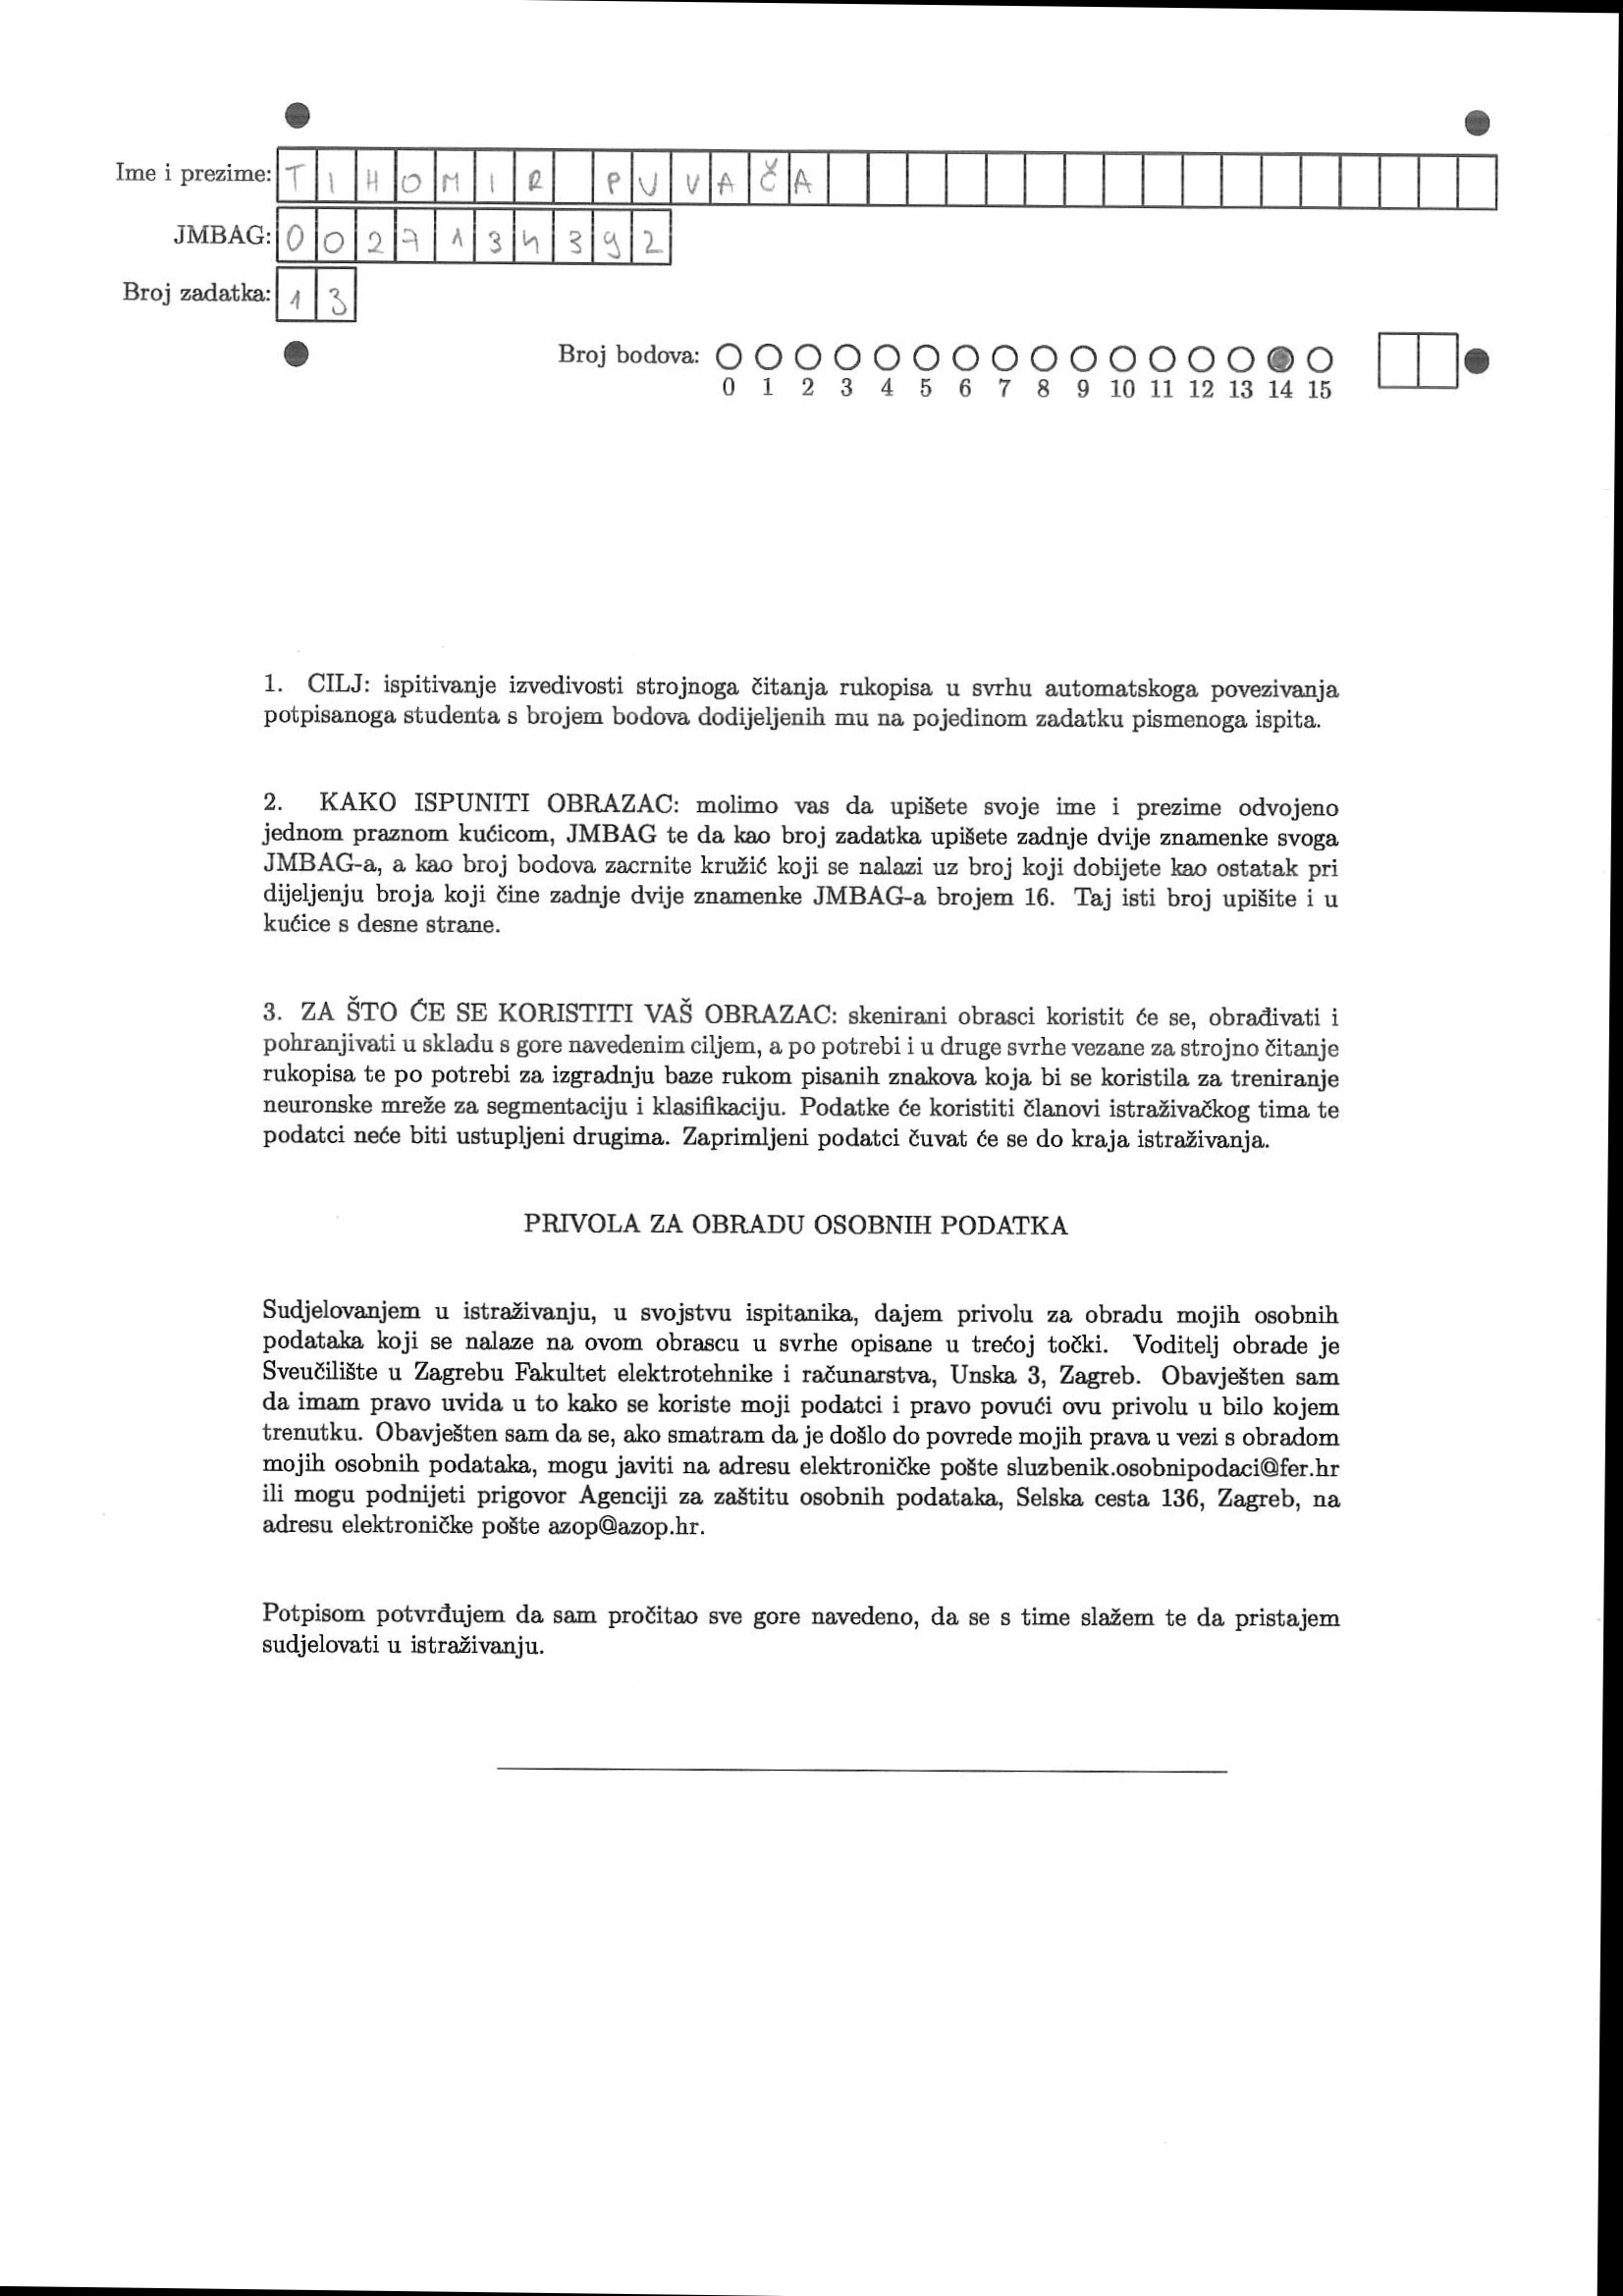 Ime i prezime: TIHOMIR PUVAČA
JMBAG: 0027134392
Broj zadatka: 13
Broj bodova:
0 1 2 3 4 5 6 7 8 9 10 11 12 13 14 15
1. CILJ: ispitivanje izvedivosti strojnoga čitanja rukopisa u svrhu automatskoga povezivanja
potpisanoga studenta s brojem bodova dodijeljenih mu na pojedinom zadatku pismenoga ispita.
2. KAKO ISPUNITI OBRAZAC: molimo vas da upišete svoje ime i prezime odvojeno
jednom praznom kućicom, JMBAG te da kao broj zadatka upišete zadnje dvije znamenke svoga
JMBAG-a, a kao broj bodova zacrnite kružić koji se nalazi uz broj koji dobijete kao ostatak pri
dijeljenju broja koji čine zadnje dvije znamenke JMBAG-a brojem 16. Taj isti broj upišite i u
kućice s desne strane.
3. ZA ŠTO ĆE SE KORISTITI VAŠ OBRAZAC: skenirani obrasci koristit će se, obrađivati i
pohranjivati u skladu s gore navedenim ciljem, a po potrebi i u druge svrhe vezane za strojno čitanje
rukopisa te po potrebi za izgradnju baze rukom pisanih znakova koja bi se koristila za treniranje
neuronske mreže za segmentaciju i klasifikaciju. Podatke će koristiti članovi istraživačkog tima te
podatci neće biti ustupljeni drugima. Zaprimljeni podatci čuvat će se do kraja istraživanja.
PRIVOLA ZA OBRADU OSOBNIH PODATKA
Sudjelovanjem u istraživanju, u svojstvu ispitanika, dajem privolu za obradu mojih osobnih
podataka koji se nalaze na ovom obrascu u svrhe opisane u trećoj točki. Voditelj obrade je
Sveučilište u Zagrebu Fakultet elektrotehnike i računarstva, Unska 3, Zagreb. Obavješten sam
da imam pravo uvida u to kako se koriste moji podatci i pravo povući ovu privolu u bilo kojem
trenutku. Obavješten sam da se, ako smatram da je došlo do povrede mojih prava u vezi s obradom
mojih osobnih podataka, mogu javiti na adresu elektroničke pošte sluzbenik.osobnipodaci@fer.hr
ili mogu podnijeti prigovor Agenciji za zaštitu osobnih podataka, Selska cesta 136, Zagreb, na
adresu elektroničke pošte azop@azop.hr.
Potpisom potvrđujem da sam pročitao sve gore navedeno, da se s time slažem te da pristajem
sudjelovati u istraživanju.